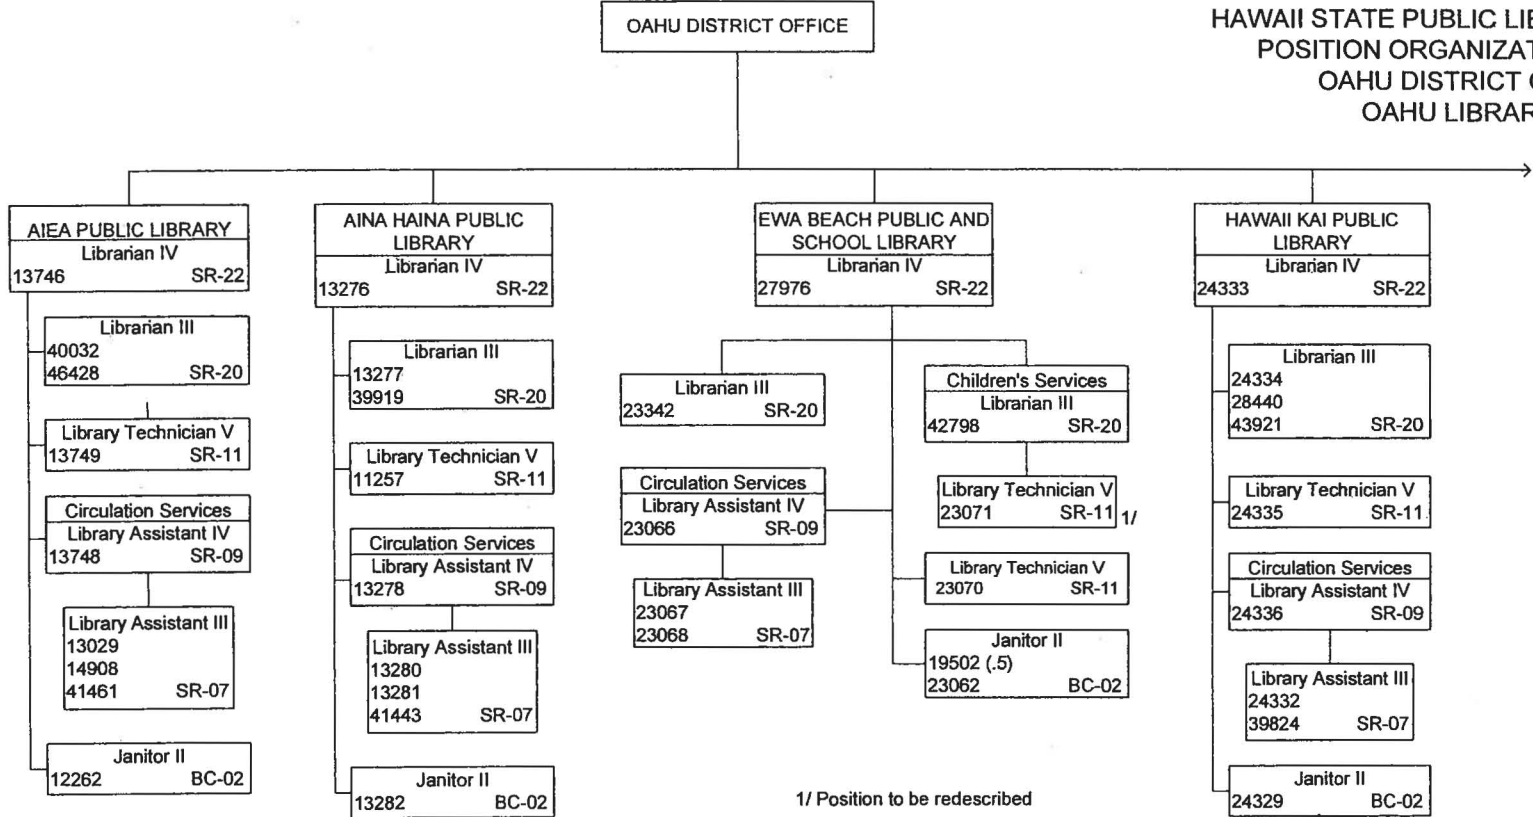 OAHU DISTRICT OFFICE
HAWAII STATE PUBLIC
POSITION
OAHU DISTRICT
OAHU
AIEA PUBLIC LIBRARY
Librarian IV
13746 SR-22
Librarian III
40032
46428 SR-20
Library Technician V
13749 SR-11
Circulation Services
Library Assistant IV
13748 SR-09
Library Assistant III
13029
14908
41461 SR-07
Janitor II
12262 BC-02
AINA HAINA PUBLIC
LIBRARY
Librarian IV
13276 SR-22
Librarian III
13277
39919 SR-20
Library Technician V
11257 SR-11
Circulation Services
Library Assistant IV
13278 SR-09
Library Assistant III
13280
13281
41443 SR-07
Janitor II
13282 BC-02
EWA BEACH PUBLIC AND
SCHOOL LIBRARY
Librarian IV
27976 SR-22
Librarian III
23342 SR-20
Circulation Services
Library Assistant IV
23066 SR-09
Library Assistant III
23067
23068 SR-07
Children's Services
Librarian III
42798 SR-20
Library Technician V
23071 SR-11 1/
Library Technician V
23070 SR-11
Janitor II
19502 (.5)
23062 BC-02
HAWAII KAI PUBLIC
LIBRARY
Librarian IV
24333 SR-22
Librarian III
24334
28440
43921 SR-20
Library Technician V
24335 SR-11
Circulation Services
Library Assistant IV
24336 SR-09
Library Assistant III
24332
39824 SR-07
Janitor II
24329 BC-02
1/ Position to be redescribed